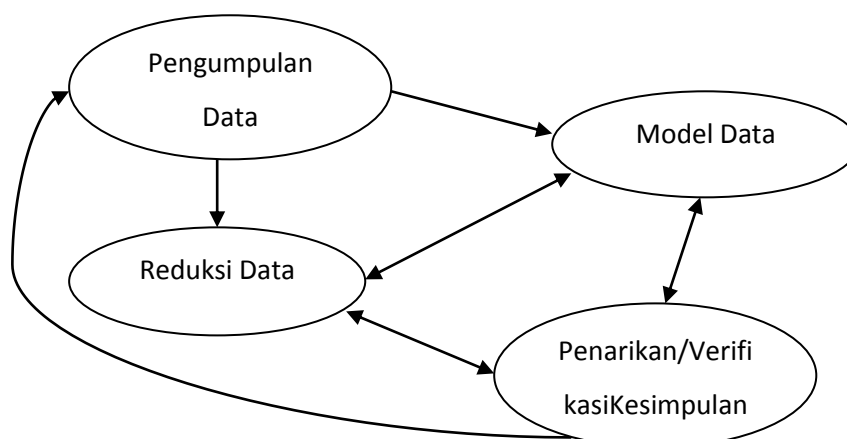 Pengumpulan
Data
Model Data
Reduksi Data
Penarikan/Verifi
kasiKesimpulan